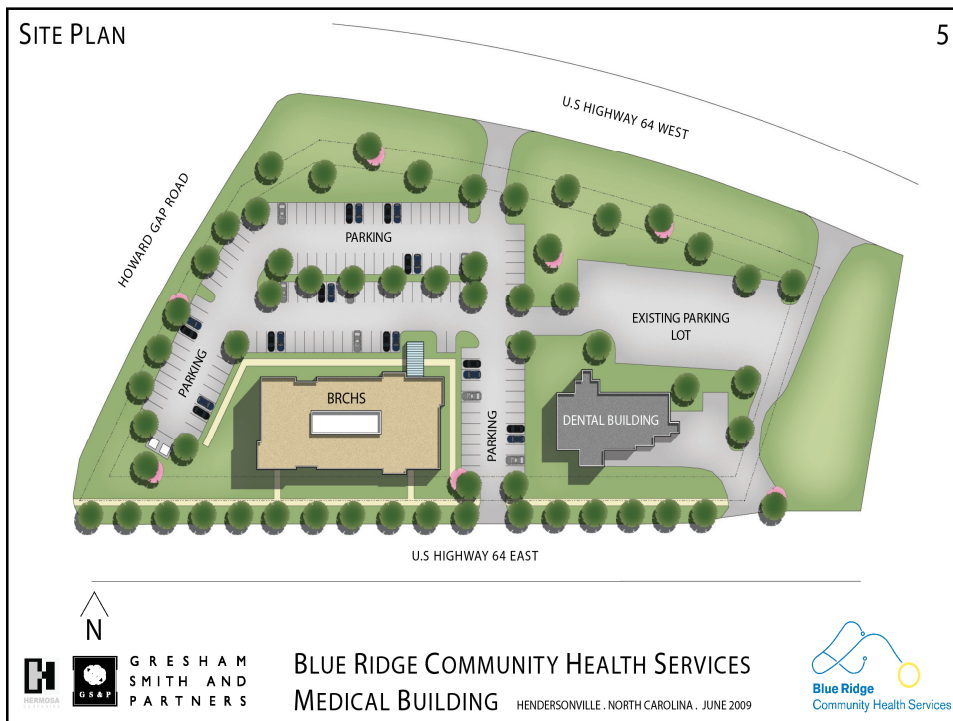 SITE PLAN
5
U.S HIGHWAY 64 WEST
HOWARD GAP ROAD
PARKING
EXISTING PARKING
LOT
PARKING
BRCHS
DENTAL BUILDING
PARKING
U.S HIGHWAY 64 EAST
N
H
HERMOSA
GS&P
GRESHAM
SMITH AND
PARTNERS
BLUE RIDGE COMMUNITY HEALTH SERVICES
MEDICAL BUILDING
HENDERSONVILLE . NORTH CAROLINA . JUNE 2009
Blue Ridge
Community Health Services